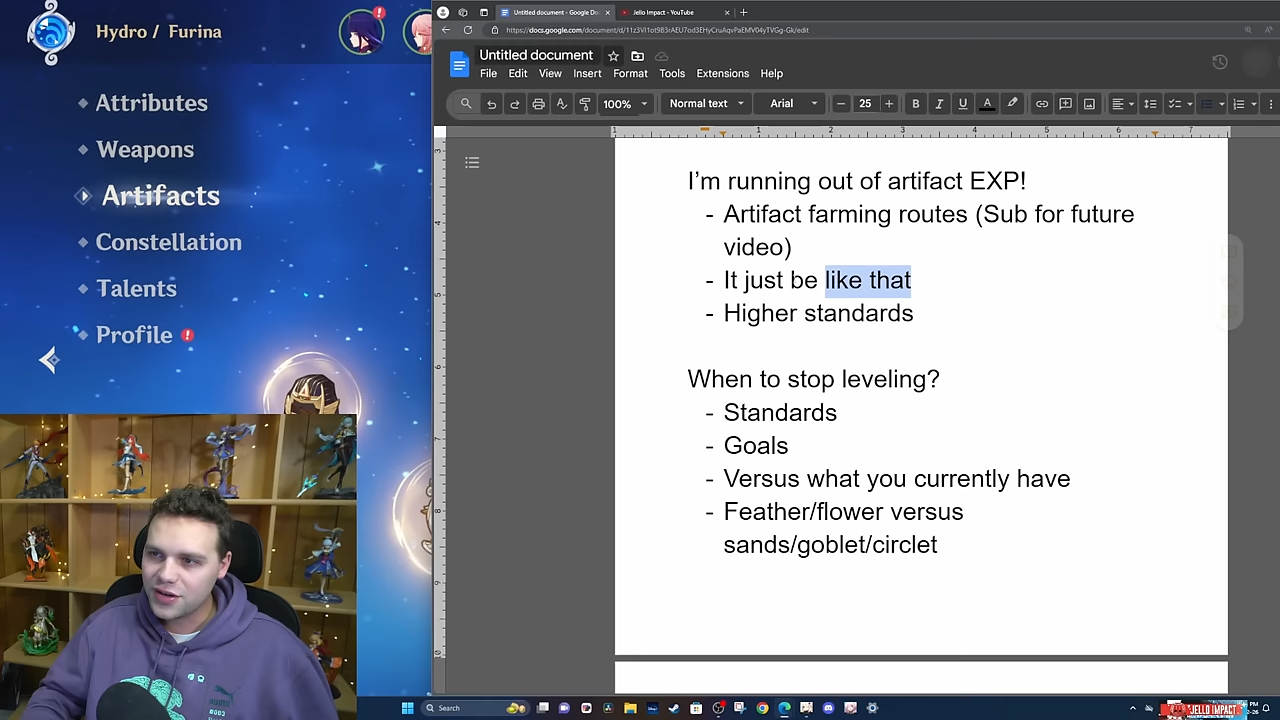 Hydro / Furina
Attributes
Weapons
Artifacts
Constellation
Talents
Profile
Untitled document - Google Do
Jello Impact - YouTube
Untitled document
File Edit View Insert Format Tools Extensions Help
100% Normal text Arial 25
I'm running out of artifact EXP!
- Artifact farming routes (Sub for future
video)
- It just be like that
- Higher standards
When to stop leveling?
- Standards
- Goals
- Versus what you currently have
- Feather/flower versus
sands/goblet/circlet
Search
JELLO IMPACT